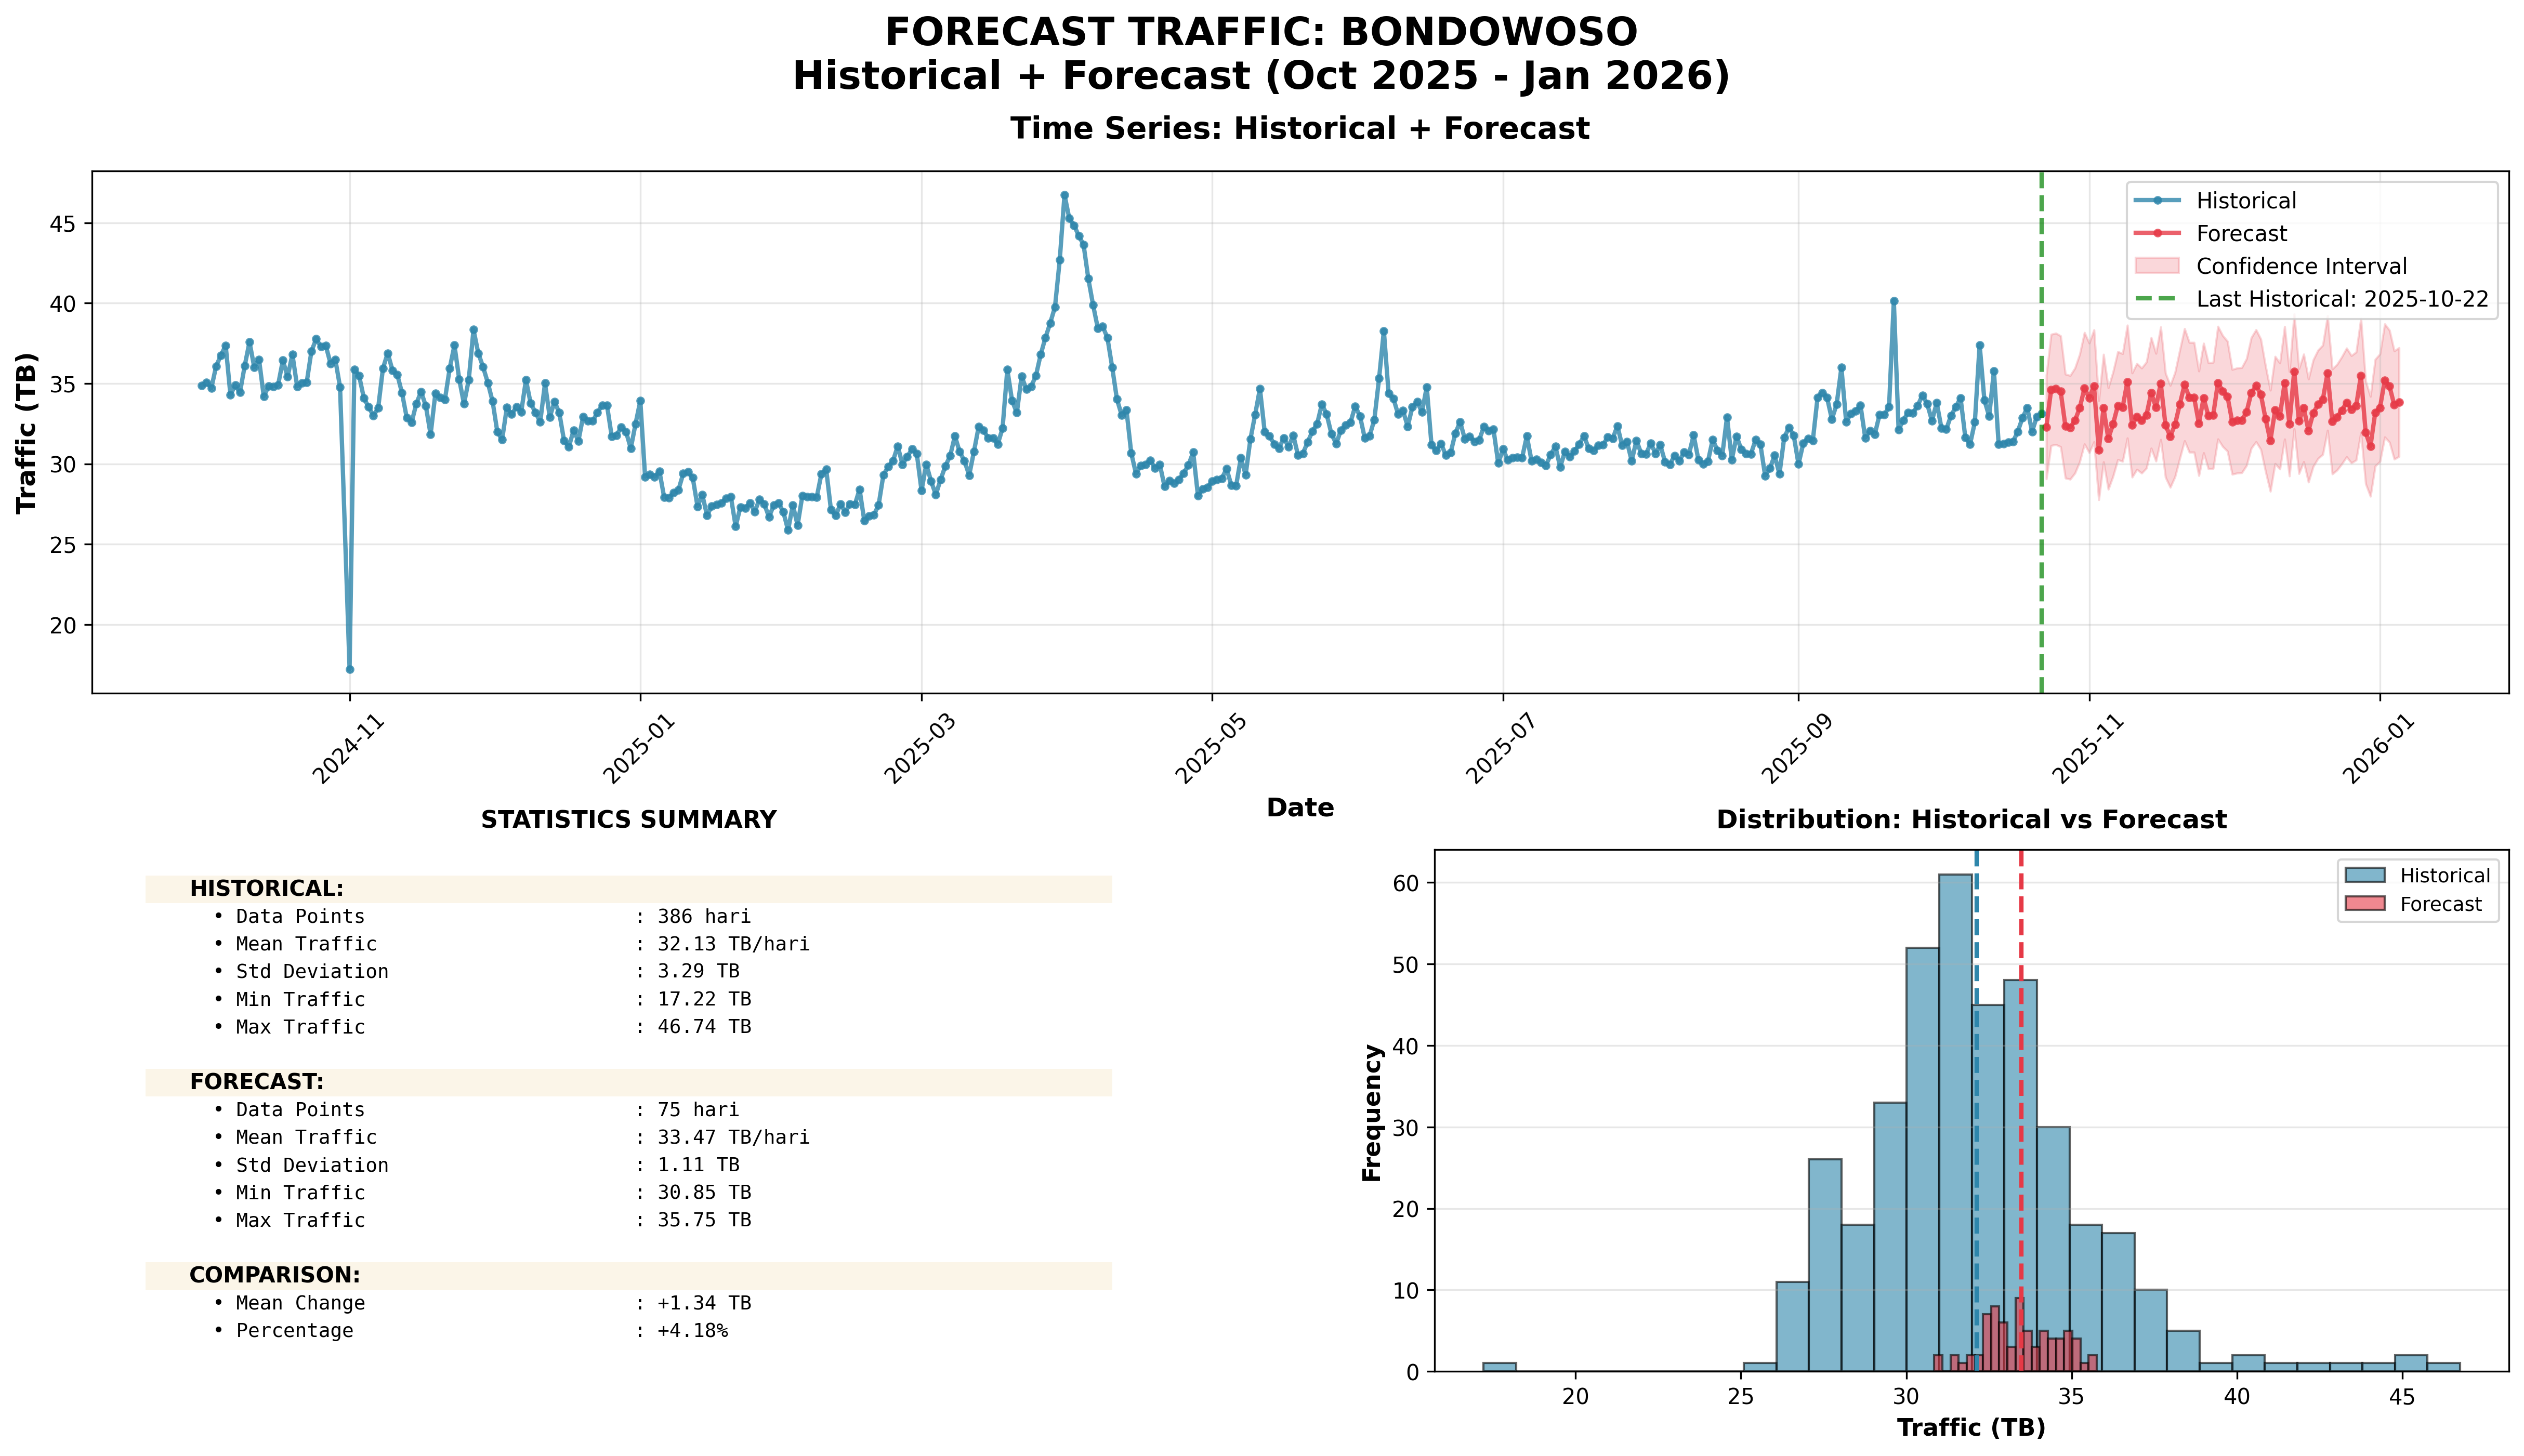 FORECAST TRAFFIC: BONDOWOSO
Historical + Forecast (Oct 2025 - Jan 2026)
Time Series: Historical + Forecast
Traffic (TB)
45
40
35
30
25
20
Historical
Forecast
Confidence Interval
Last Historical: 2025-10-22
2024-11
2025-01
2025-03
2025-05
2025-07
2025-09
2025-11
2026-01
Date
STATISTICS SUMMARY
HISTORICAL:
• Data Points : 386 hari
• Mean Traffic : 32.13 TB/hari
• Std Deviation : 3.29 TB
• Min Traffic : 17.22 TB
• Max Traffic : 46.74 TB
FORECAST:
• Data Points : 75 hari
• Mean Traffic : 33.47 TB/hari
• Std Deviation : 1.11 TB
• Min Traffic : 30.85 TB
• Max Traffic : 35.75 TB
COMPARISON:
• Mean Change : +1.34 TB
• Percentage : +4.18%
Distribution: Historical vs Forecast
Frequency
60
50
40
30
20
10
0
Historical
Forecast
20
25
30
35
40
45
Traffic (TB)